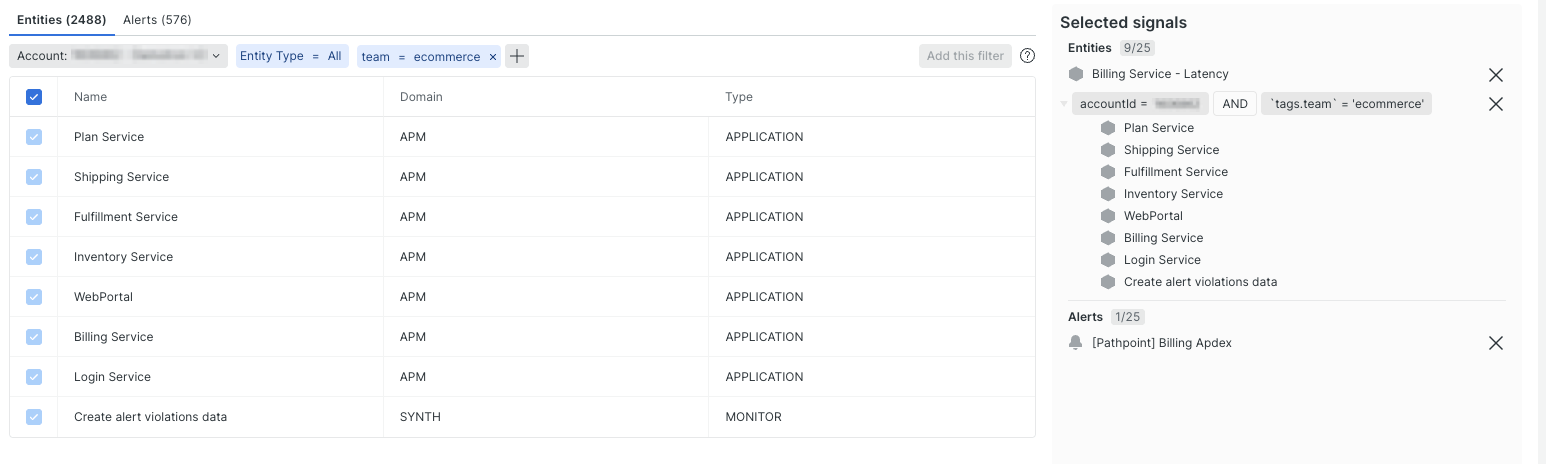 Entities (2488) Alerts (576)
Account: Entity Type = All team = ecommerce × + Add this filter ?
Name Domain Type
Plan Service APM APPLICATION
Shipping Service APM APPLICATION
Fulfillment Service APM APPLICATION
Inventory Service APM APPLICATION
WebPortal APM APPLICATION
Billing Service APM APPLICATION
Login Service APM APPLICATION
Create alert violations data SYNTH MONITOR
Selected signals
Entities 9/25
Billing Service - Latency
accountId = AND `tags.team` = 'ecommerce'
Plan Service
Shipping Service
Fulfillment Service
Inventory Service
WebPortal
Billing Service
Login Service
Create alert violations data
Alerts 1/25
[Pathpoint] Billing Apdex